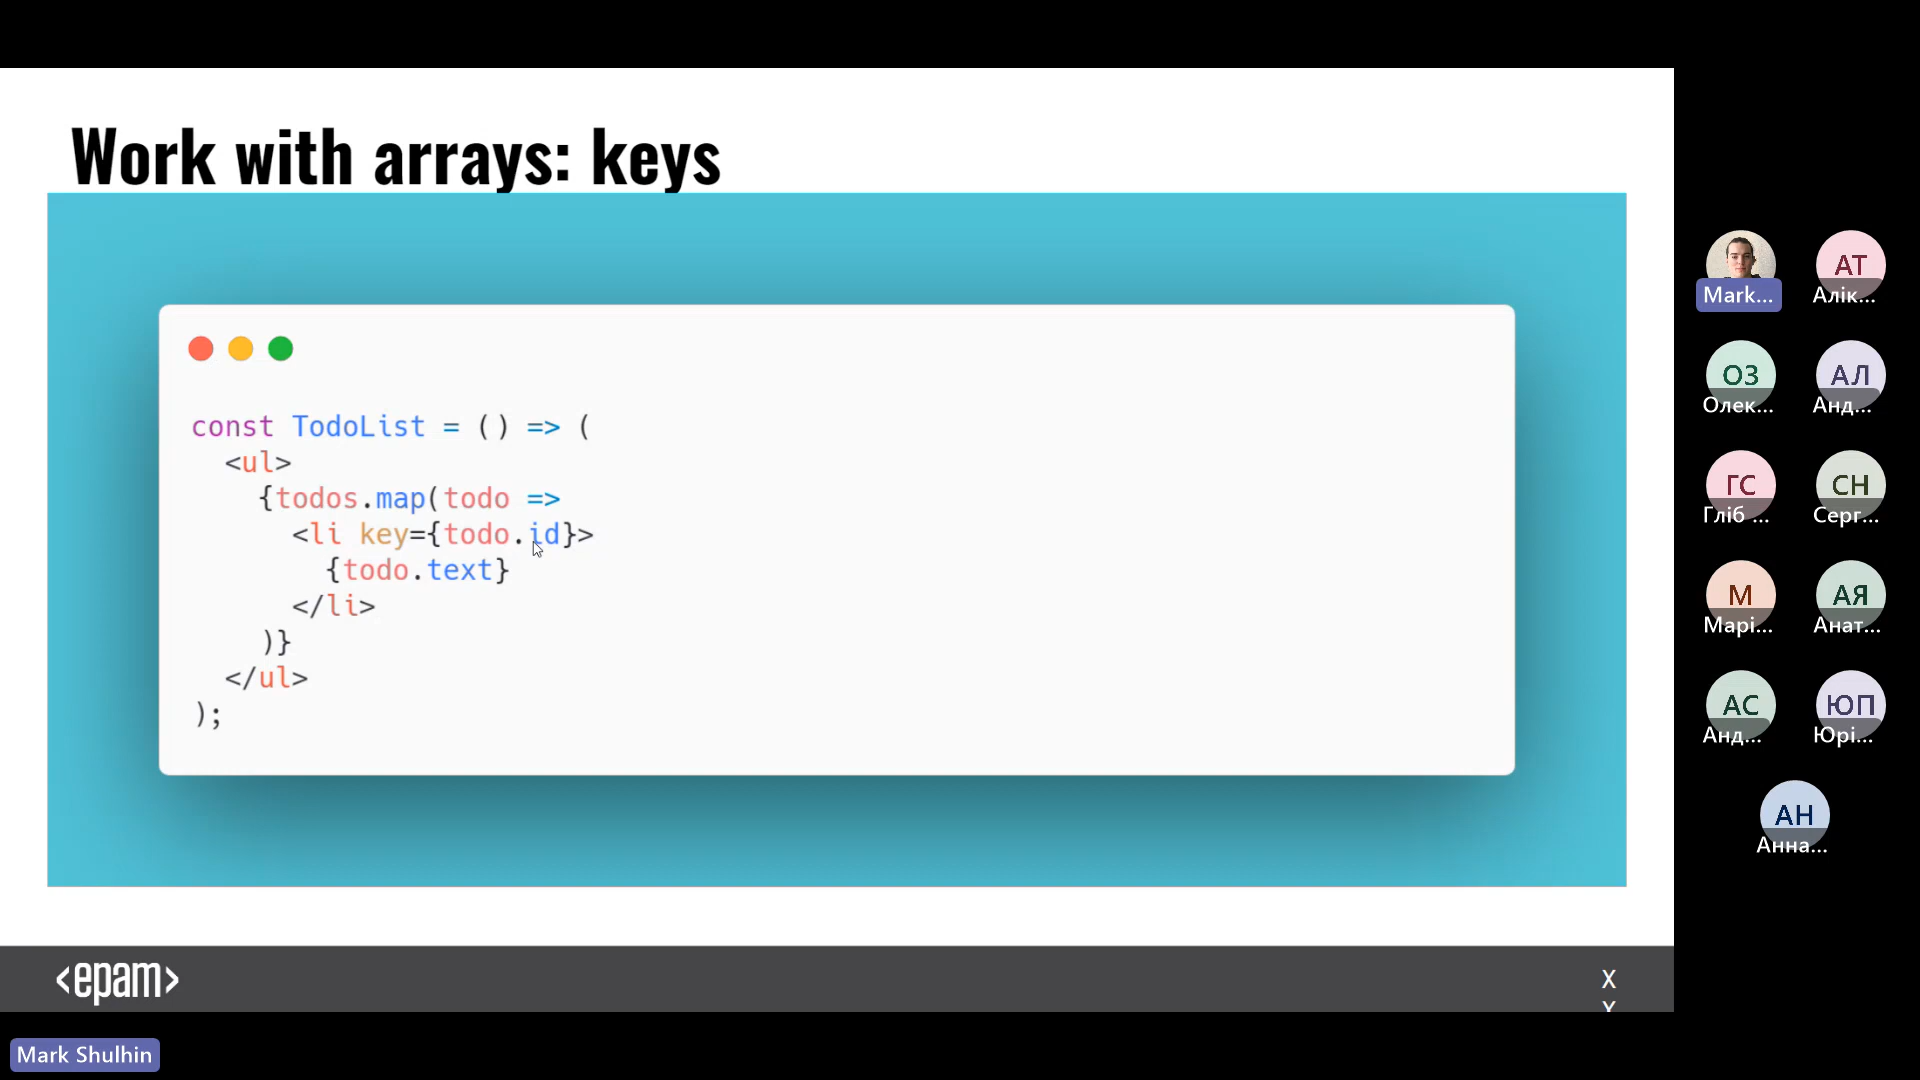 Work with arrays: keys
const TodoList = () => (
<ul>
{todos.map(todo =>
<li key={todo.id}>
{todo.text}
</li>
)}
</ul>
);
<epam>
X
Mark Shulhin
Mark...
АТ
Алік...
ОЗ
Олек...
АЛ
Анд...
ГС
Гліб ...
СН
Серг...
М
Марі...
АЯ
Анат...
АС
Анд...
ЮП
Юрі...
АН
Анна...